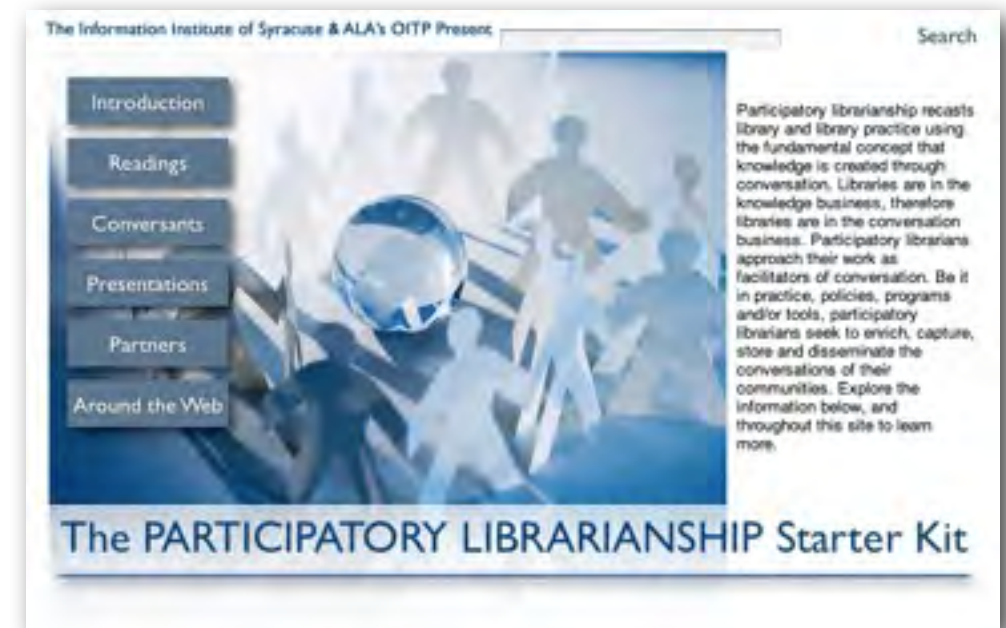 The Information Institute of Syracuse & ALA's OITP Present
Search
Introduction
Readings
Conversants
Presentations
Partners
Around the Web
Participatory librarianship recasts
library and library practice using
the fundamental concept that
knowledge is created through
conversation. Libraries are in the
knowledge business, therefore
libraries are in the conversation
business. Participatory librarians
approach their work as
facilitators of conversation. Be it
in practice, policies, programs
and/or tools, participatory
librarians seek to enrich, capture,
store and disseminate the
conversations of their
communities. Explore the
information below, and
throughout this site to learn
more.
The PARTICIPATORY LIBRARIANSHIP Starter Kit